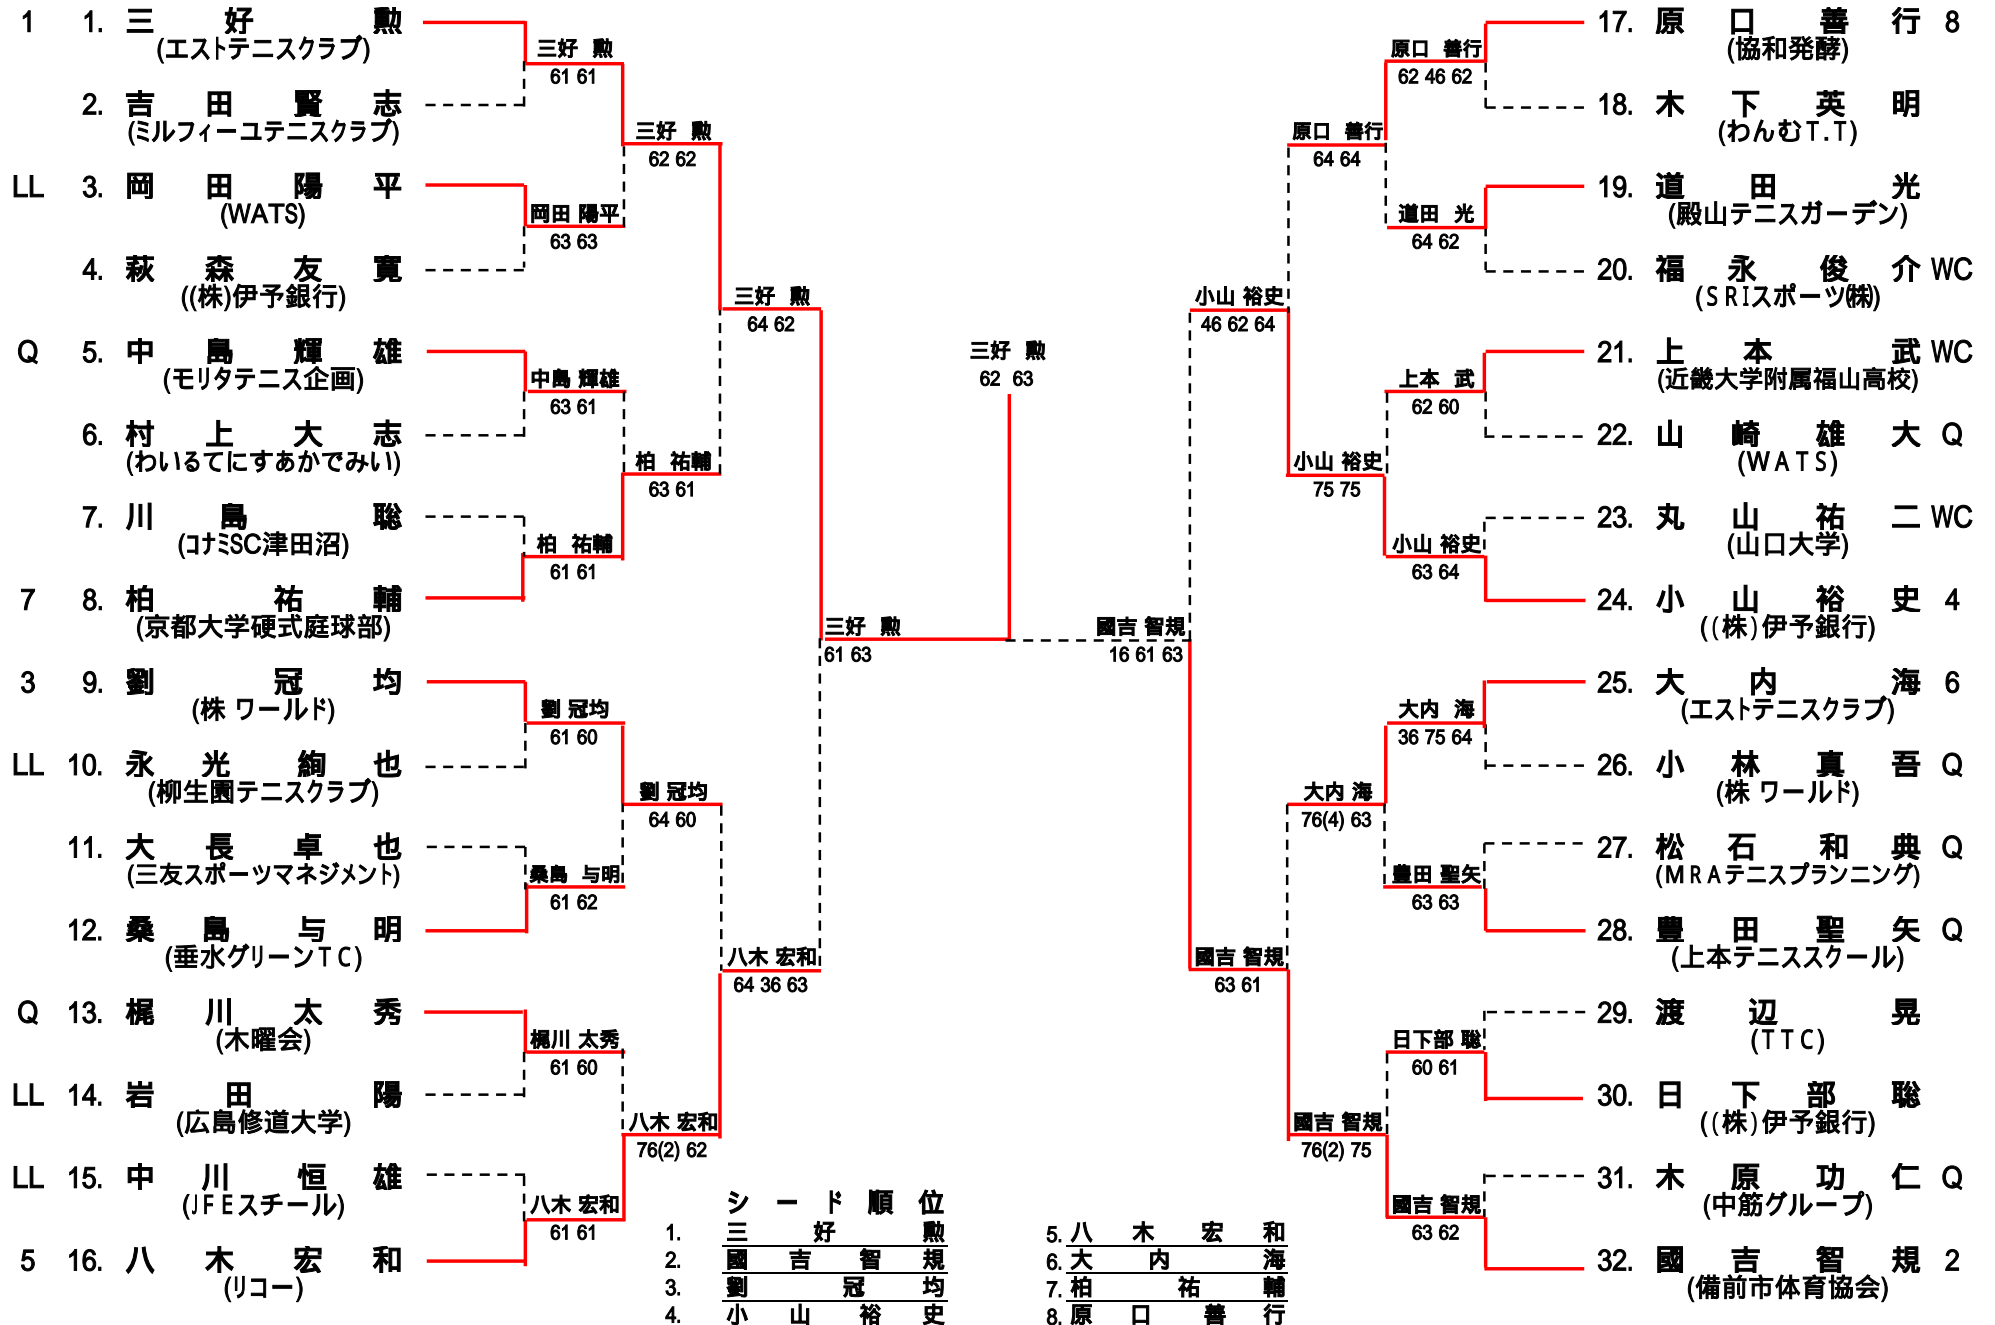 1 1. 三好 勲
(エストテニスクラブ)
2. 吉田賢志
(ミルフィーユテニスクラブ)
LL 3. 岡田陽平
(WATS)
4. 萩森友寛
((株)伊予銀行)
Q 5. 中島輝雄
(モリタテニス企画)
6. 村上大志
(わいるてにすあかでみい)
7. 川島 聡
(コナミSC津田沼)
7 8. 柏 祐輔
(京都大学硬式庭球部)
3 9. 劉 冠均
(株 ワールド)
LL 10. 永光絢也
(柳生園テニスクラブ)
11. 大長卓也
(三友スポーツマネジメント)
12. 桑島与明
(垂水グリーンTC)
Q 13. 梶川太秀
(木曜会)
LL 14. 岩田 陽
(広島修道大学)
LL 15. 中川恒雄
(JFEスチール)
5 16. 八木宏和
(リコー)
三好 勲
61 61
岡田 陽平
63 63
中島 輝雄
63 61
柏 祐輔
61 61
劉 冠均
61 60
桑島 与明
61 62
梶川 太秀
61 60
八木 宏和
61 61
三好 勲
62 62
柏 祐輔
63 61
劉 冠均
64 60
八木 宏和
76(2) 62
三好 勲
64 62
八木 宏和
64 36 63
三好 勲
61 63
三好 勲
62 63
國吉 智規
16 61 63
小山 裕史
46 62 64
國吉 智規
63 61
原口 善行
64 64
小山 裕史
75 75
大内 海
76(4) 63
國吉 智規
76(2) 75
原口 善行
62 46 62
道田 光
64 62
上本 武
62 60
小山 裕史
63 64
大内 海
36 75 64
豊田 聖矢
63 63
日下部 聡
60 61
國吉 智規
63 62
17. 原口善行 8
(協和発酵)
18. 木下英明
(わんむT.T)
19. 道田 光
(殿山テニスガーデン)
20. 福永俊介 WC
(SRIスポーツ㈱)
21. 上本 武 WC
(近畿大学附属福山高校)
22. 山崎雄大 Q
(WATS)
23. 丸山祐二 WC
(山口大学)
24. 小山裕史 4
((株)伊予銀行)
25. 大内 海 6
(エストテニスクラブ)
26. 小林真吾 Q
(株 ワールド)
27. 松石和典 Q
(MRAテニスプランニング)
28. 豊田聖矢 Q
(上本テニススクール)
29. 渡辺 晃
(TTC)
30. 日下部 聡
((株)伊予銀行)
31. 木原功仁 Q
(中筋グループ)
32. 國吉智規 2
(備前市体育協会)
シード順位
1. 三好 勲
2. 國吉智規
3. 劉 冠均
4. 小山裕史
5. 八木宏和
6. 大内 海
7. 柏 祐輔
8. 原口善行